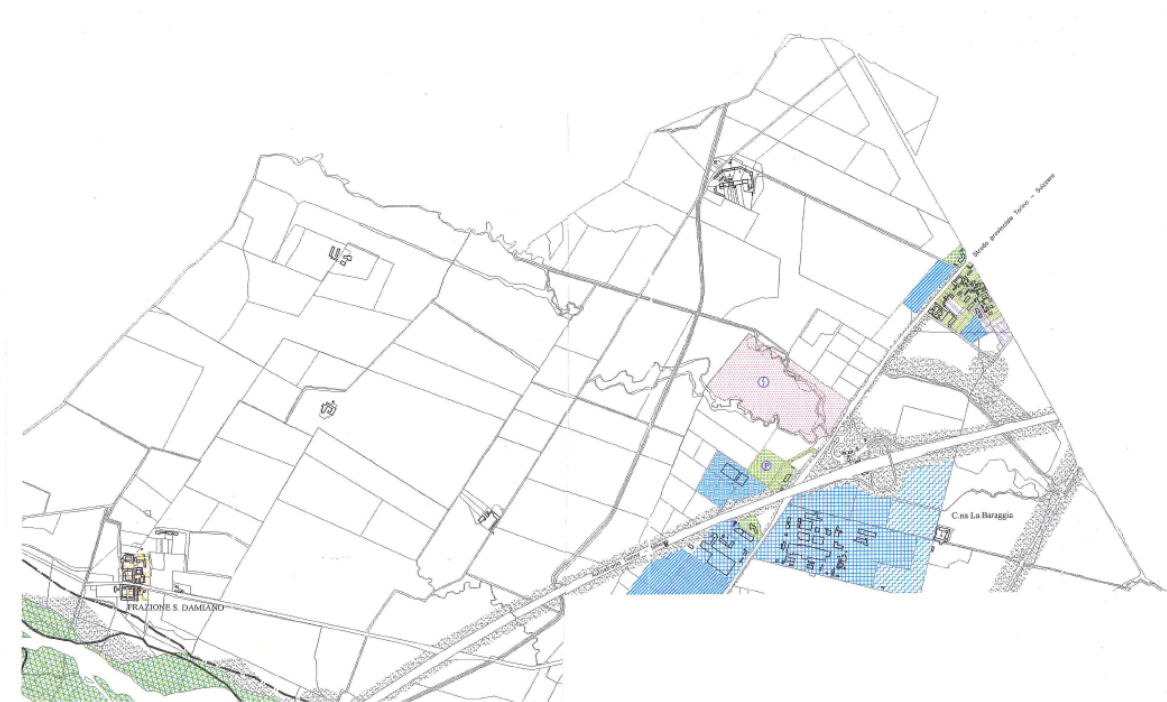 Strada provinciale Torino - Svizzera
S
P
C.na La Baraggia
FRAZIONE S. DAMIANO